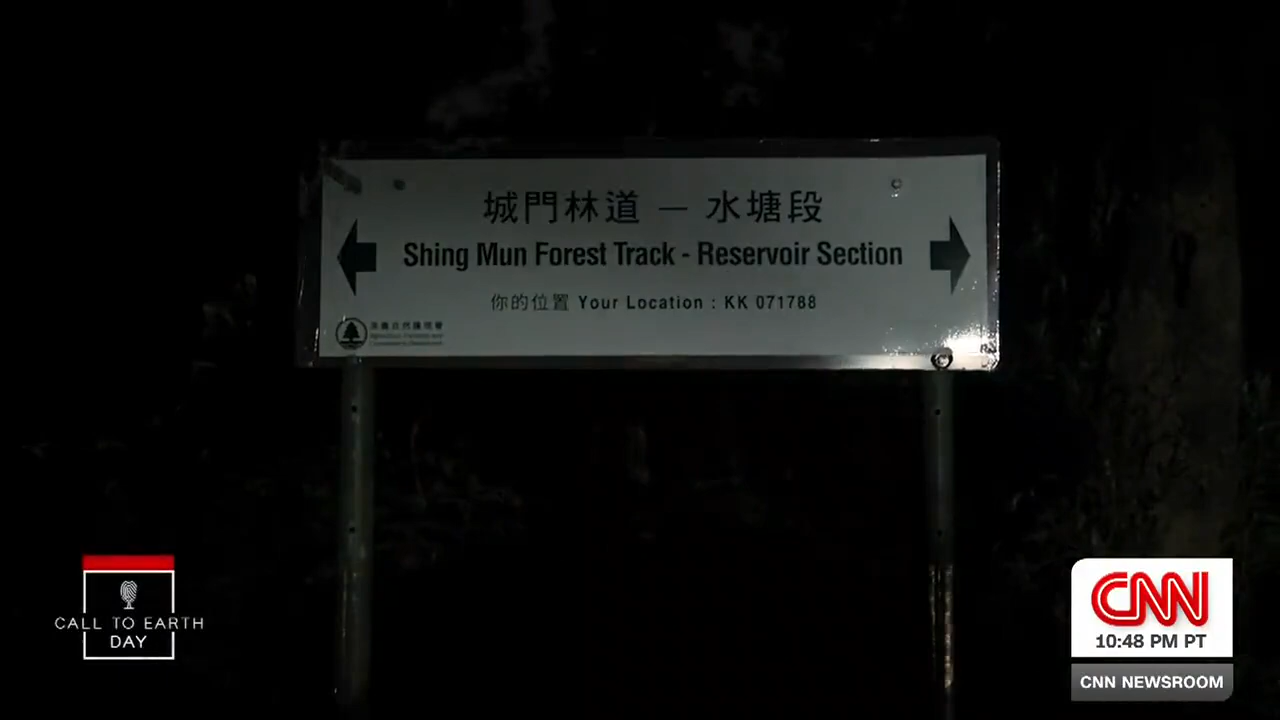 城門林道 — 水塘段
Shing Mun Forest Track - Reservoir Section
你的位置 Your Location : KK 071788
CALL TO EARTH
DAY
CNN
10:48 PM PT
CNN NEWSROOM